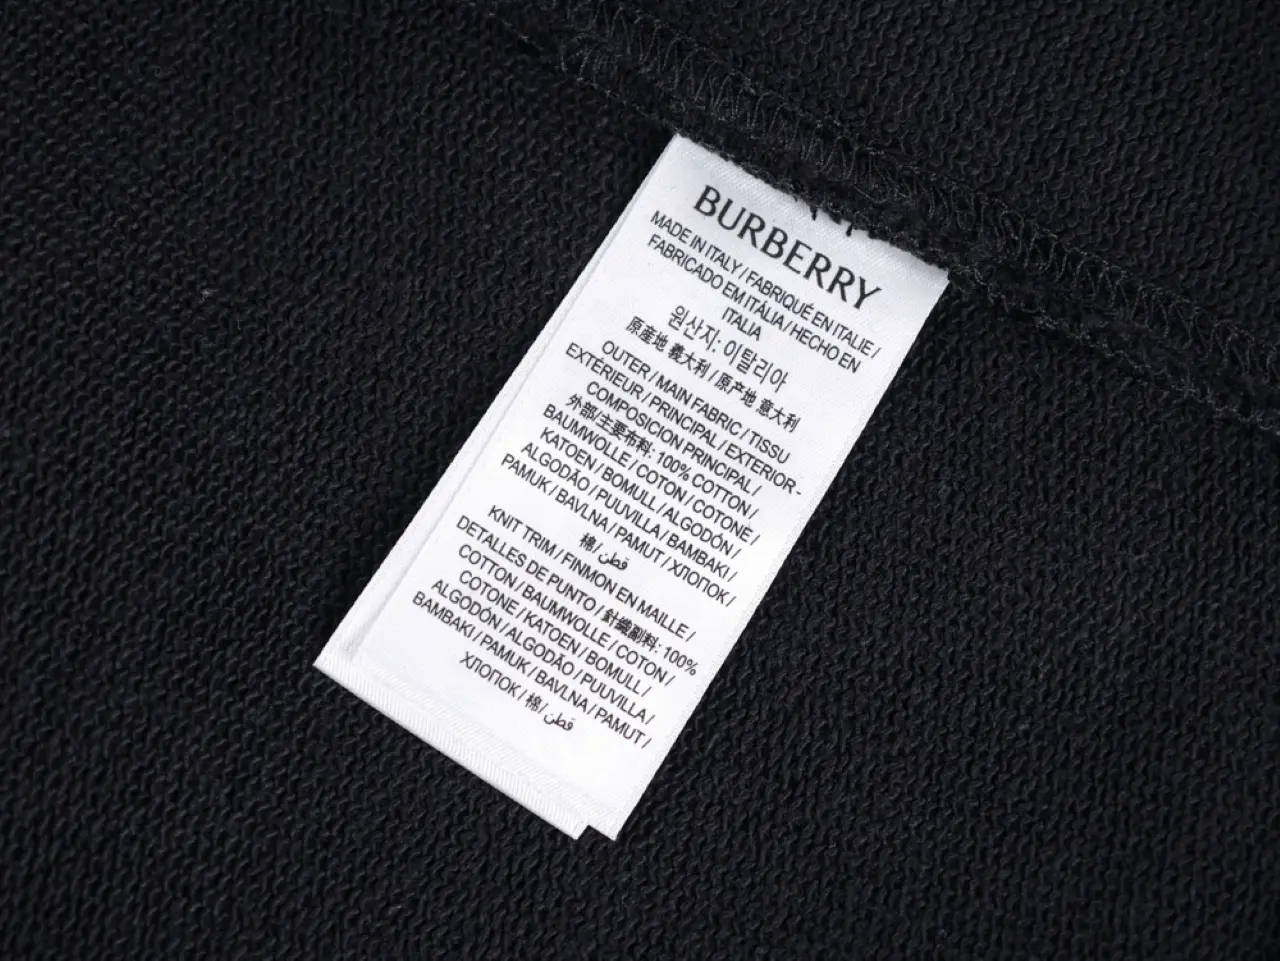 BURBERRY
MADE IN ITALY / FABRIQUÉ EN ITALIE /
FABRICADO EM ITÁLIA / HECHO EN
ITALIA
원산지: 이탈리아
原産地 義大利 / 原产地 意大利
OUTER / MAIN FABRIC / TISSU
EXTÉRIEUR / PRINCIPAL / EXTERIOR -
COMPOSICION PRINCIPAL /
外部/主要布料: 100% COTTON /
BAUMWOLLE / COTON / COTONE /
KATOEN / BOMULL / ALGODÓN /
ALGODÃO / PUUVILLA / BAMBAKI /
PAMUK / BAVLNA / PAMUT / ХЛОПОК /
棉/قطن
KNIT TRIM / FINMON EN MAILLE /
DETALLES DE PUNTO / 針織副料: 100%
COTTON / BAUMWOLLE / COTON /
COTONE / KATOEN / BOMULL /
ALGODÓN / ALGODÃO / PUUVILLA /
BAMBAKI / PAMUK / BAVLNA / PAMUT /
ХЛОПОК / 棉/قطن